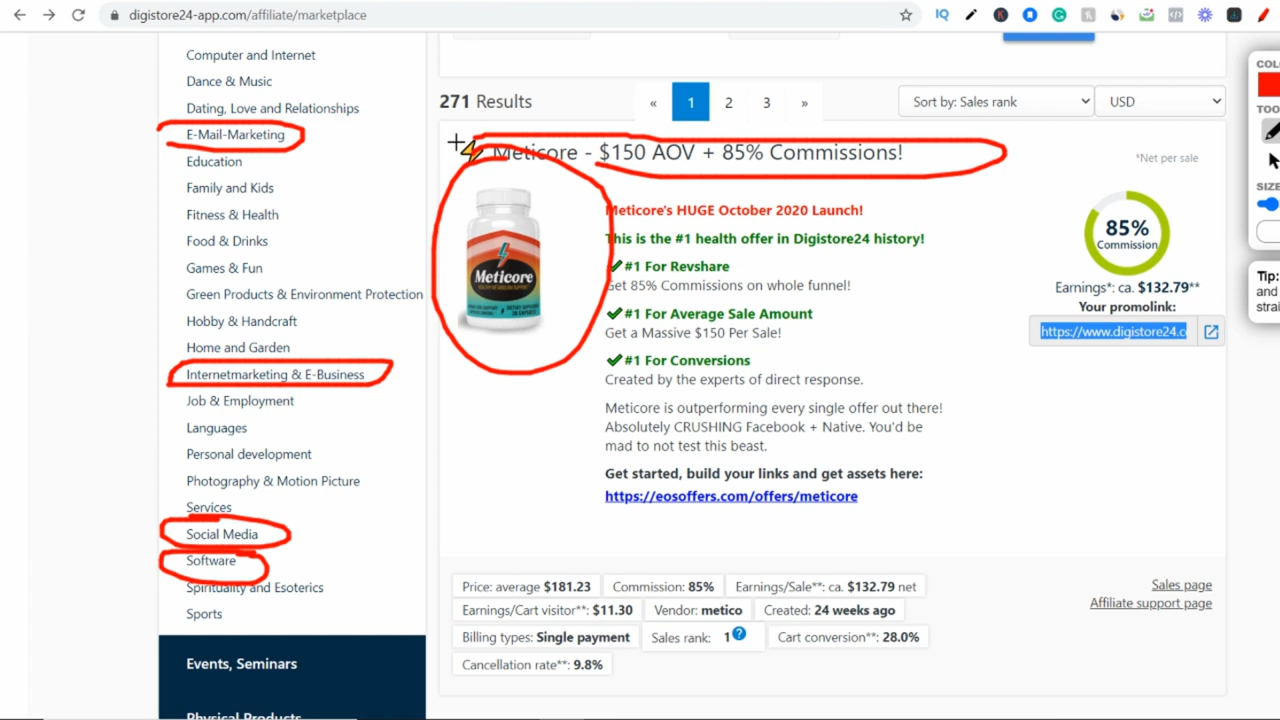 digistore24-app.com/affiliate/marketplace
Computer and Internet
Dance & Music
Dating, Love and Relationships
E-Mail-Marketing
Education
Family and Kids
Fitness & Health
Food & Drinks
Games & Fun
Green Products & Environment Protection
Hobby & Handcraft
Home and Garden
Internetmarketing & E-Business
Job & Employment
Languages
Personal development
Photography & Motion Picture
Services
Social Media
Software
Spirituality and Esoterics
Sports
Events, Seminars
Physical Products
271 Results
« 1 2 3 »
Sort by: Sales rank
USD
Meticore - $150 AOV + 85% Commissions!
*Net per sale
Meticore
Meticore's HUGE October 2020 Launch!
This is the #1 health offer in Digistore24 history!
#1 For Revshare
Get 85% Commissions on whole funnel!
#1 For Average Sale Amount
Get a Massive $150 Per Sale!
#1 For Conversions
Created by the experts of direct response.
Meticore is outperforming every single offer out there!
Absolutely CRUSHING Facebook + Native. You'd be
mad to not test this beast.
Get started, build your links and get assets here:
https://eosoffers.com/offers/meticore
85%
Commission
Earnings*: ca. $132.79**
Your promolink:
https://www.digistore24.c
Price: average $181.23
Commission: 85%
Earnings/Sale**: ca. $132.79 net
Earnings/Cart visitor**: $11.30
Vendor: metico
Created: 24 weeks ago
Billing types: Single payment
Sales rank: 1 ?
Cart conversion**: 28.0%
Cancellation rate**: 9.8%
Sales page
Affiliate support page
COL
TOO
SIZE
Tip:
and
strai